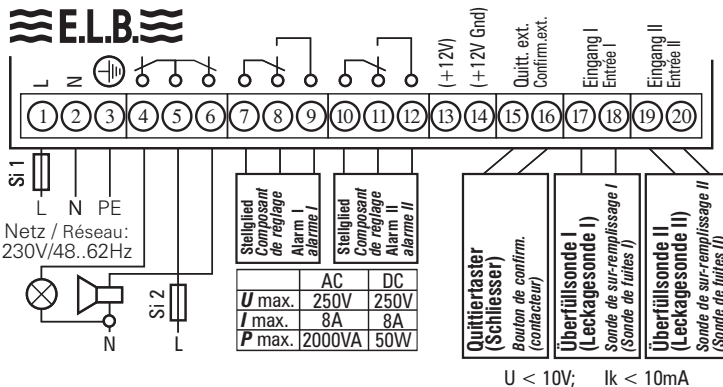 E.L.B.
L
N
(+12V)
(+12V Gnd)
Quitt. ext.
Confirm.ext.
Eingang I
Entrée I
Eingang II
Entrée II
1 2 3 4 5 6 7 8 9 10 11 12 13 14 15 16 17 18 19 20
Si 1
L N PE
Netz / Réseau:
230V/48..62Hz
N
Si 2
L
Stellglied
Composant
de reglage
Alarm I
alarme I
Stellglied
Composant
de reglage
Alarm II
alarme II
AC DC
U max. 250V 250V
I max. 8A 8A
P max. 2000VA 50W
Quittiertaster
(Schliesser)
Bouton de confirm.
(contacteur)
Überfüllsonde I
(Leckagesonde I)
Sonde de sur-remplissage I
(Sonde de fuites I)
Überfüllsonde II
(Leckagesonde II)
Sonde de sur-remplissage II
(Sonde de fuites II)
U < 10V; Ik < 10mA